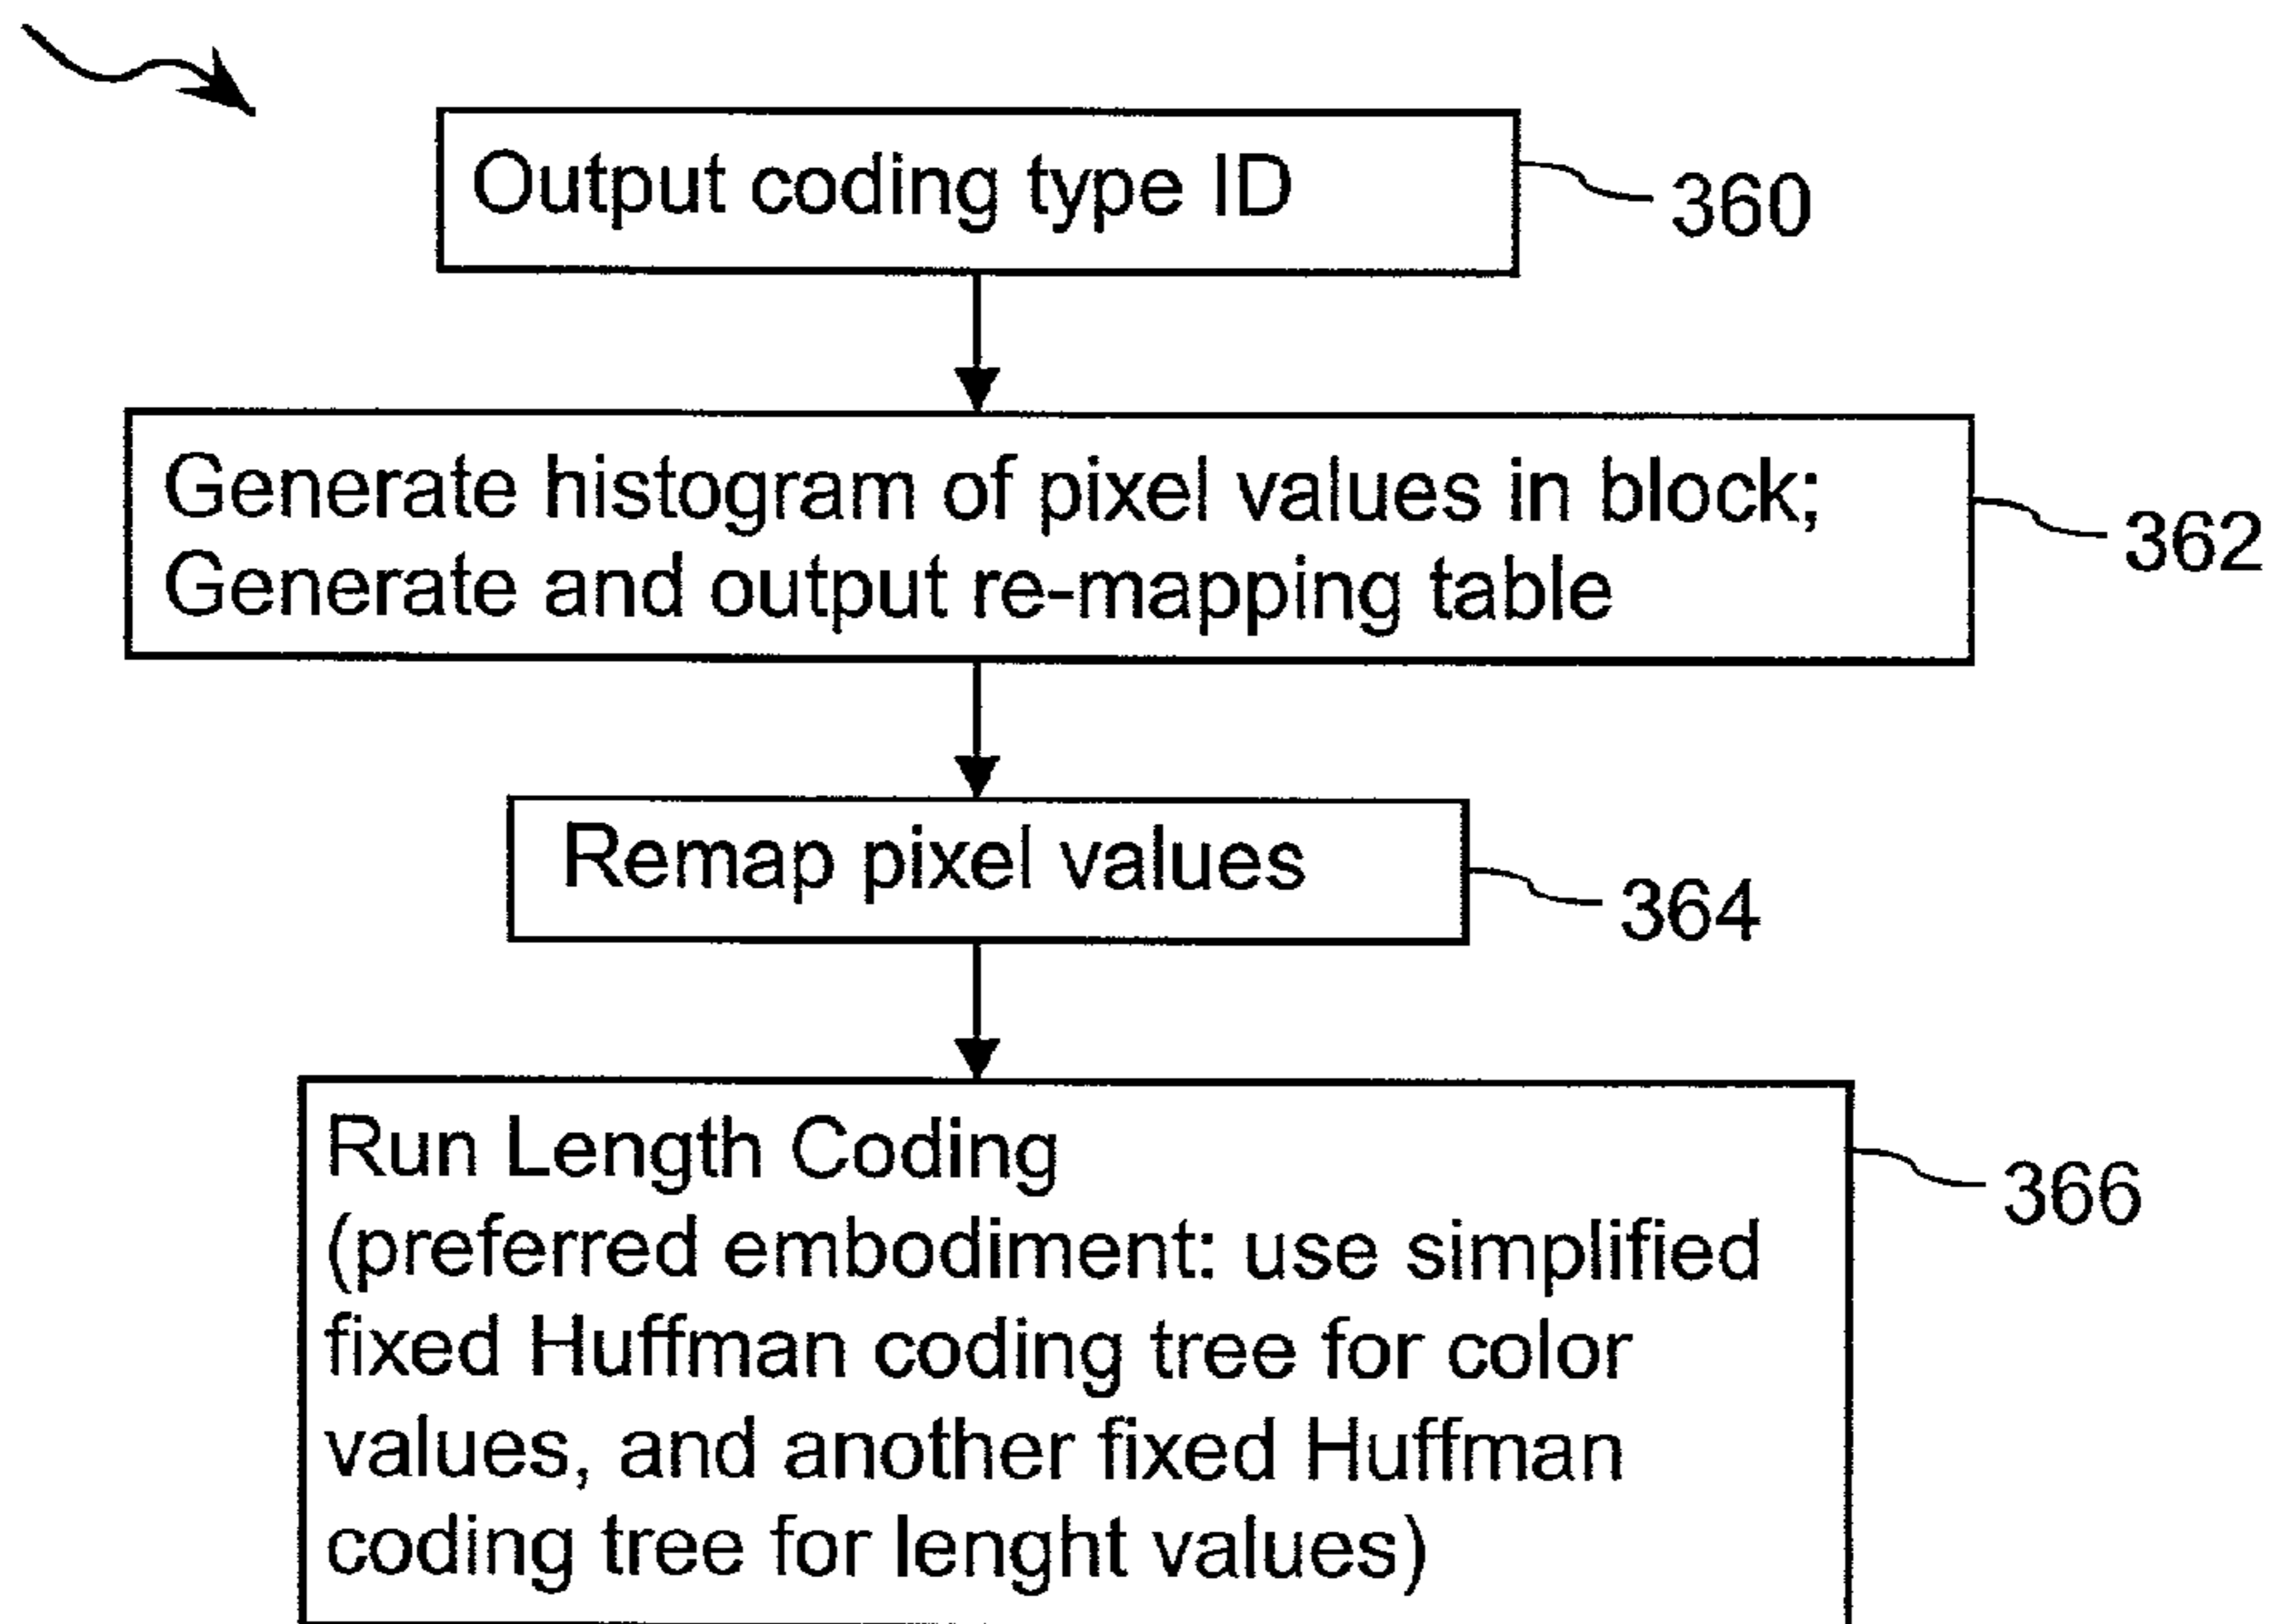 Output coding type ID
360
Generate histogram of pixel values in block;
Generate and output re-mapping table
362
Remap pixel values
364
Run Length Coding
(preferred embodiment: use simplified
fixed Huffman coding tree for color
values, and another fixed Huffman
coding tree for lenght values)
366